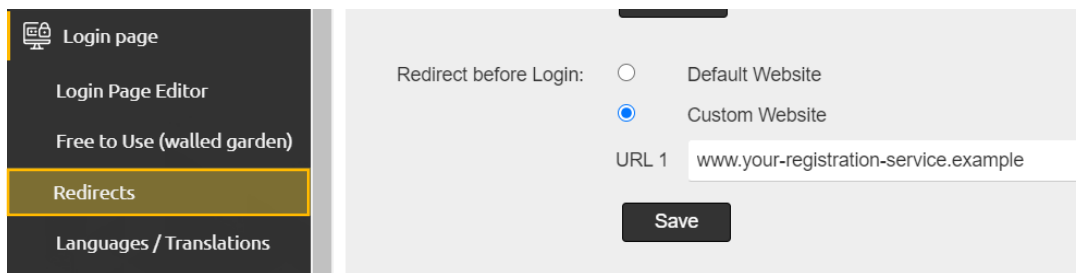 Login page
Login Page Editor
Free to Use (walled garden)
Redirects
Languages / Translations
Redirect before Login:
Default Website
Custom Website
URL 1 www.your-registration-service.example
Save